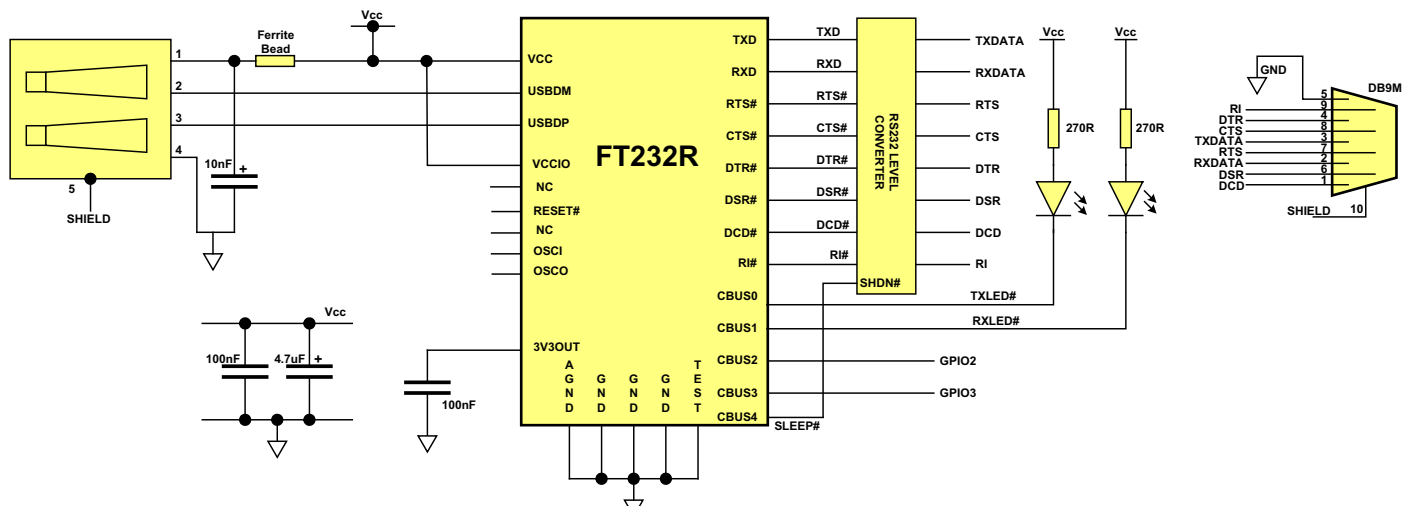 1
2
3
4
5
SHIELD
Ferrite
Bead
Vcc
10nF
+
Vcc
100nF
4.7uF
+
100nF
VCC
USBDM
USBDP
VCCIO
NC
RESET#
NC
OSCI
OSCO
3V3OUT
FT232R
AGND
GND
GND
GND
TEST
TXD
RXD
RTS#
CTS#
DTR#
DSR#
DCD#
RI#
CBUS0
CBUS1
CBUS2
CBUS3
CBUS4
TXD
RXD
RTS#
CTS#
DTR#
DSR#
DCD#
RI#
SLEEP#
RS232 LEVEL
CONVERTER
SHDN#
TXDATA
RXDATA
RTS
CTS
DTR
DSR
DCD
RI
TXLED#
RXLED#
GPIO2
GPIO3
Vcc
Vcc
270R
270R
GND
DB9M
5
RI 9
DTR 4
CTS 8
TXDATA 3
RTS 7
RXDATA 2
DSR 6
DCD 1
SHIELD 10